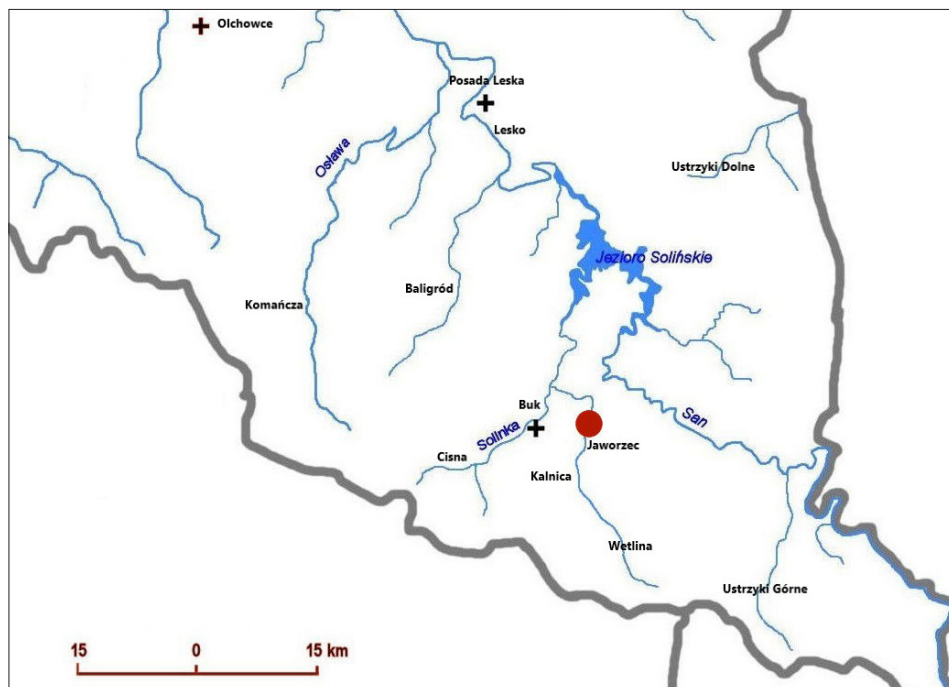 Olchowce
Posada Leska
Lesko
Osława
Ustrzyki Dolne
Jezioro Solińskie
Baligród
Komańcza
Buk
San
Solinka
Jaworzec
Cisna
Kalnica
Wetlina
Ustrzyki Górne
15 0 15 km